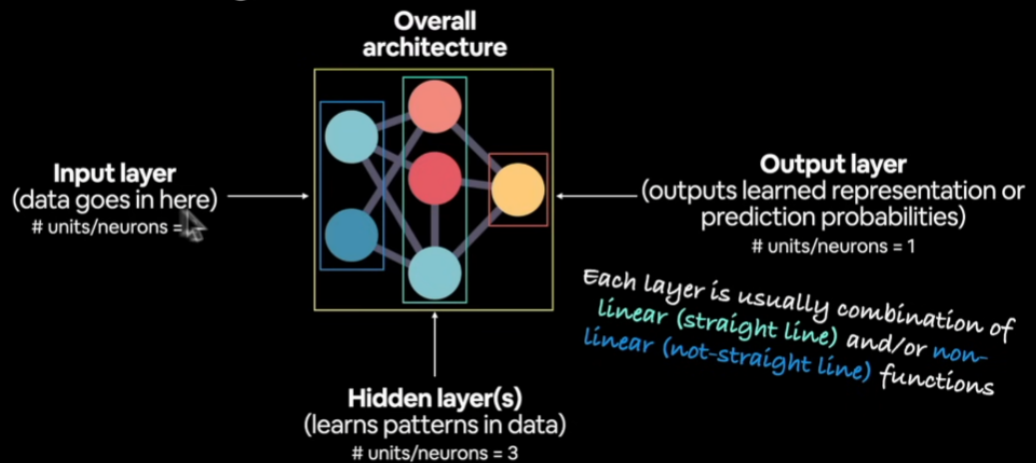 Overall
architecture
Input layer
(data goes in here)
# units/neurons =
Output layer
(outputs learned representation or
prediction probabilities)
# units/neurons = 1
Each layer is usually combination of
linear (straight line) and/or non-
linear (not-straight line) functions
Hidden layer(s)
(learns patterns in data)
# units/neurons = 3